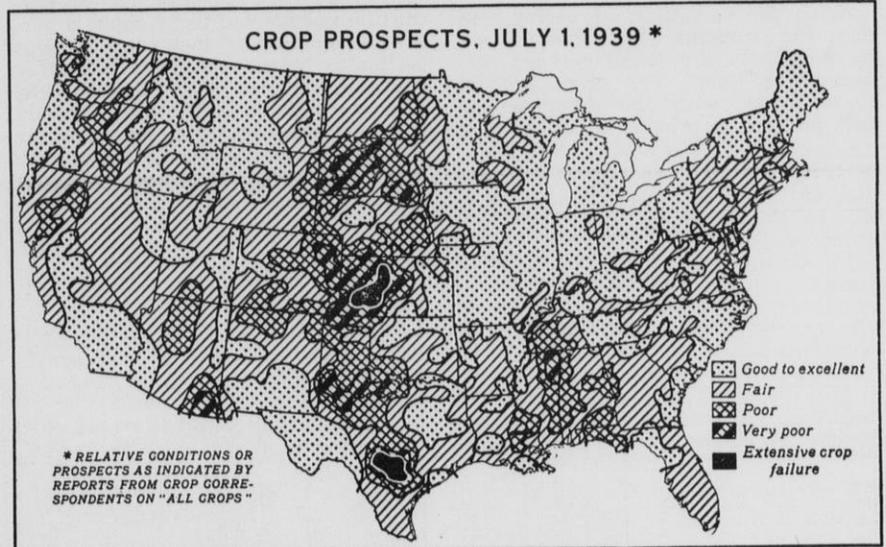 CROP PROSPECTS, JULY 1, 1939 *
Good to excellent
Fair
Poor
Very poor
Extensive crop
failure
* RELATIVE CONDITIONS OR
PROSPECTS AS INDICATED BY
REPORTS FROM CROP CORRE-
SPONDENTS ON "ALL CROPS"